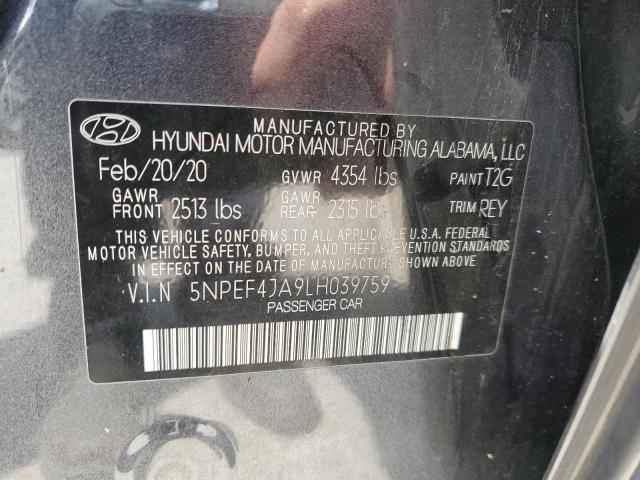 MANUFACTURED BY
HYUNDAI MOTOR MANUFACTURING ALABAMA, LLC
Feb/20/20 GVWR 4354 lbs PAINT T2G
GAWR FRONT 2513 lbs GAWR REAR 2315 lbs TRIM REY
THIS VEHICLE CONFORMS TO ALL APPLICABLE U.S.A. FEDERAL
MOTOR VEHICLE SAFETY, BUMPER, AND THEFT PREVENTION STANDARDS
IN EFFECT ON THE DATE OF MANUFACTURE SHOWN ABOVE.
V.I.N 5NPEF4JA9LH039759
PASSENGER CAR